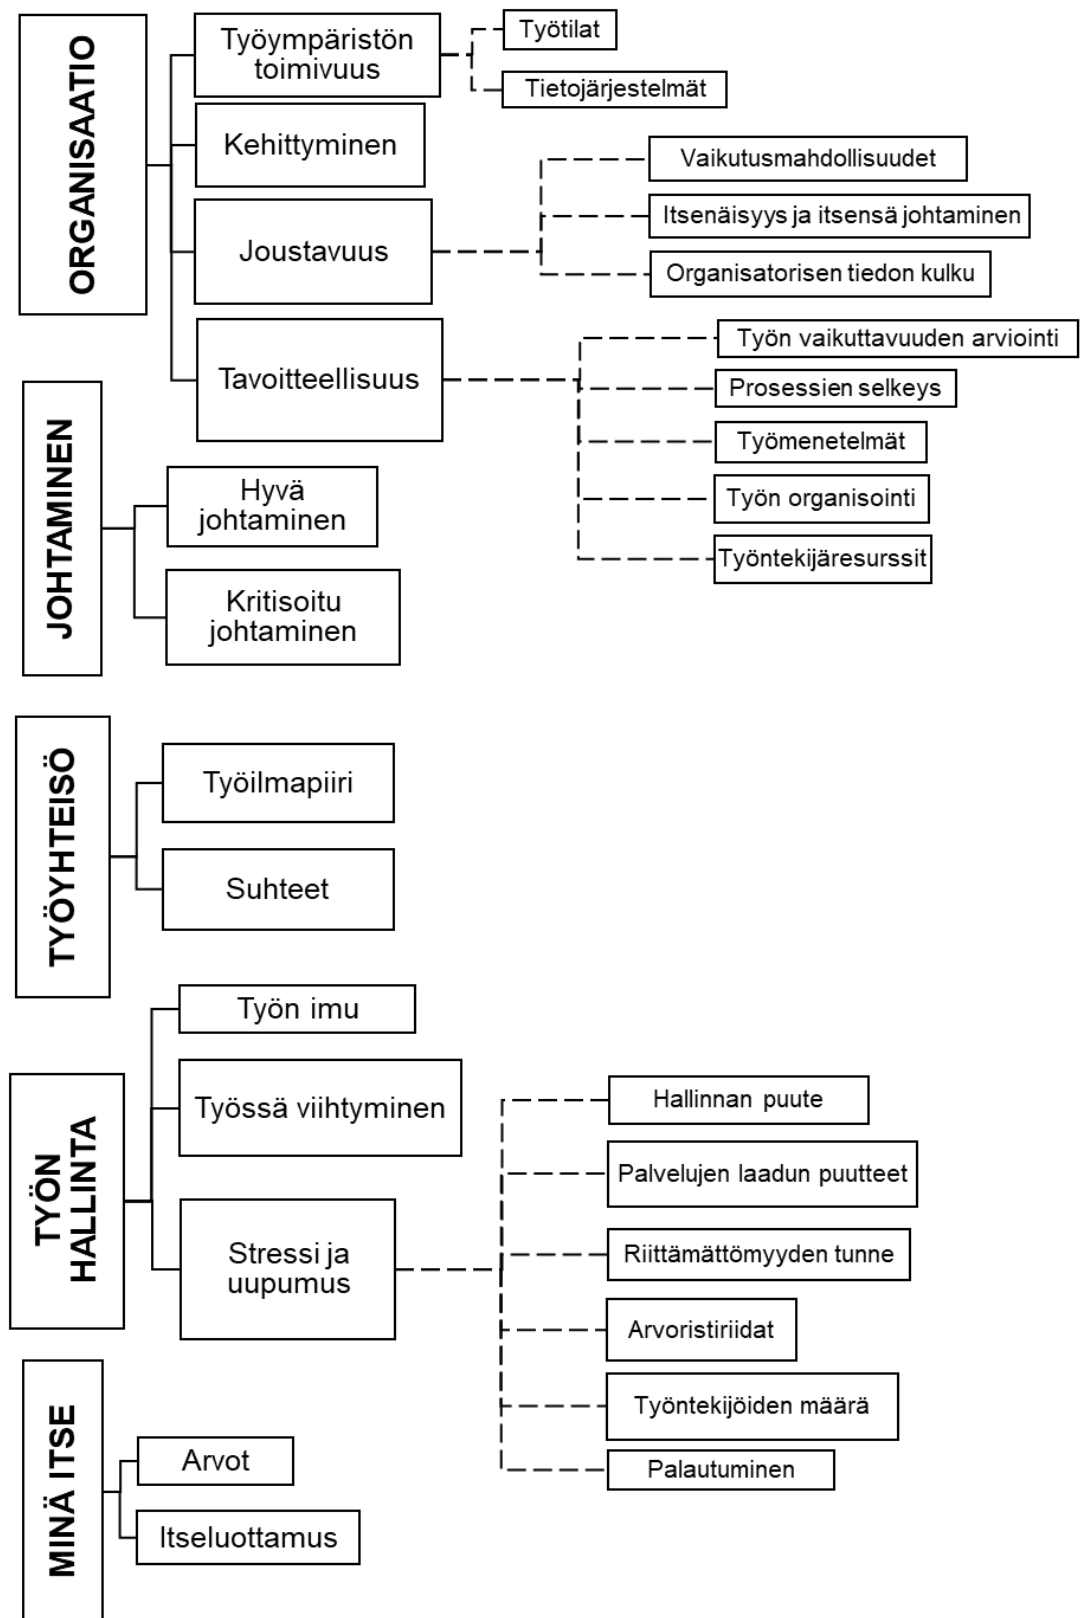 ORGANISAATIO
Työympäristön
toimivuus
Työtilat
Tietojärjestelmät
Kehittyminen
Joustavuus
Vaikutusmahdollisuudet
Itsenäisyys ja itsensä johtaminen
Organisatorisen tiedon kulku
Tavoitteellisuus
Työn vaikuttavuuden arviointi
Prosessien selkeys
Työmenetelmät
Työn organisointi
Työntekijäresurssit
JOHTAMINEN
Hyvä
johtaminen
Kritisoitu
johtaminen
TYÖYHTEISÖ
Työilmapiiri
Suhteet
TYÖN
HALLINTA
Työn imu
Työssä viihtyminen
Stressi ja
uupumus
Hallinnan puute
Palvelujen laadun puutteet
Riittämättömyyden tunne
Arvoristiriidat
Työntekijöiden määrä
Palautuminen
MINÄ ITSE
Arvot
Itseluottamus